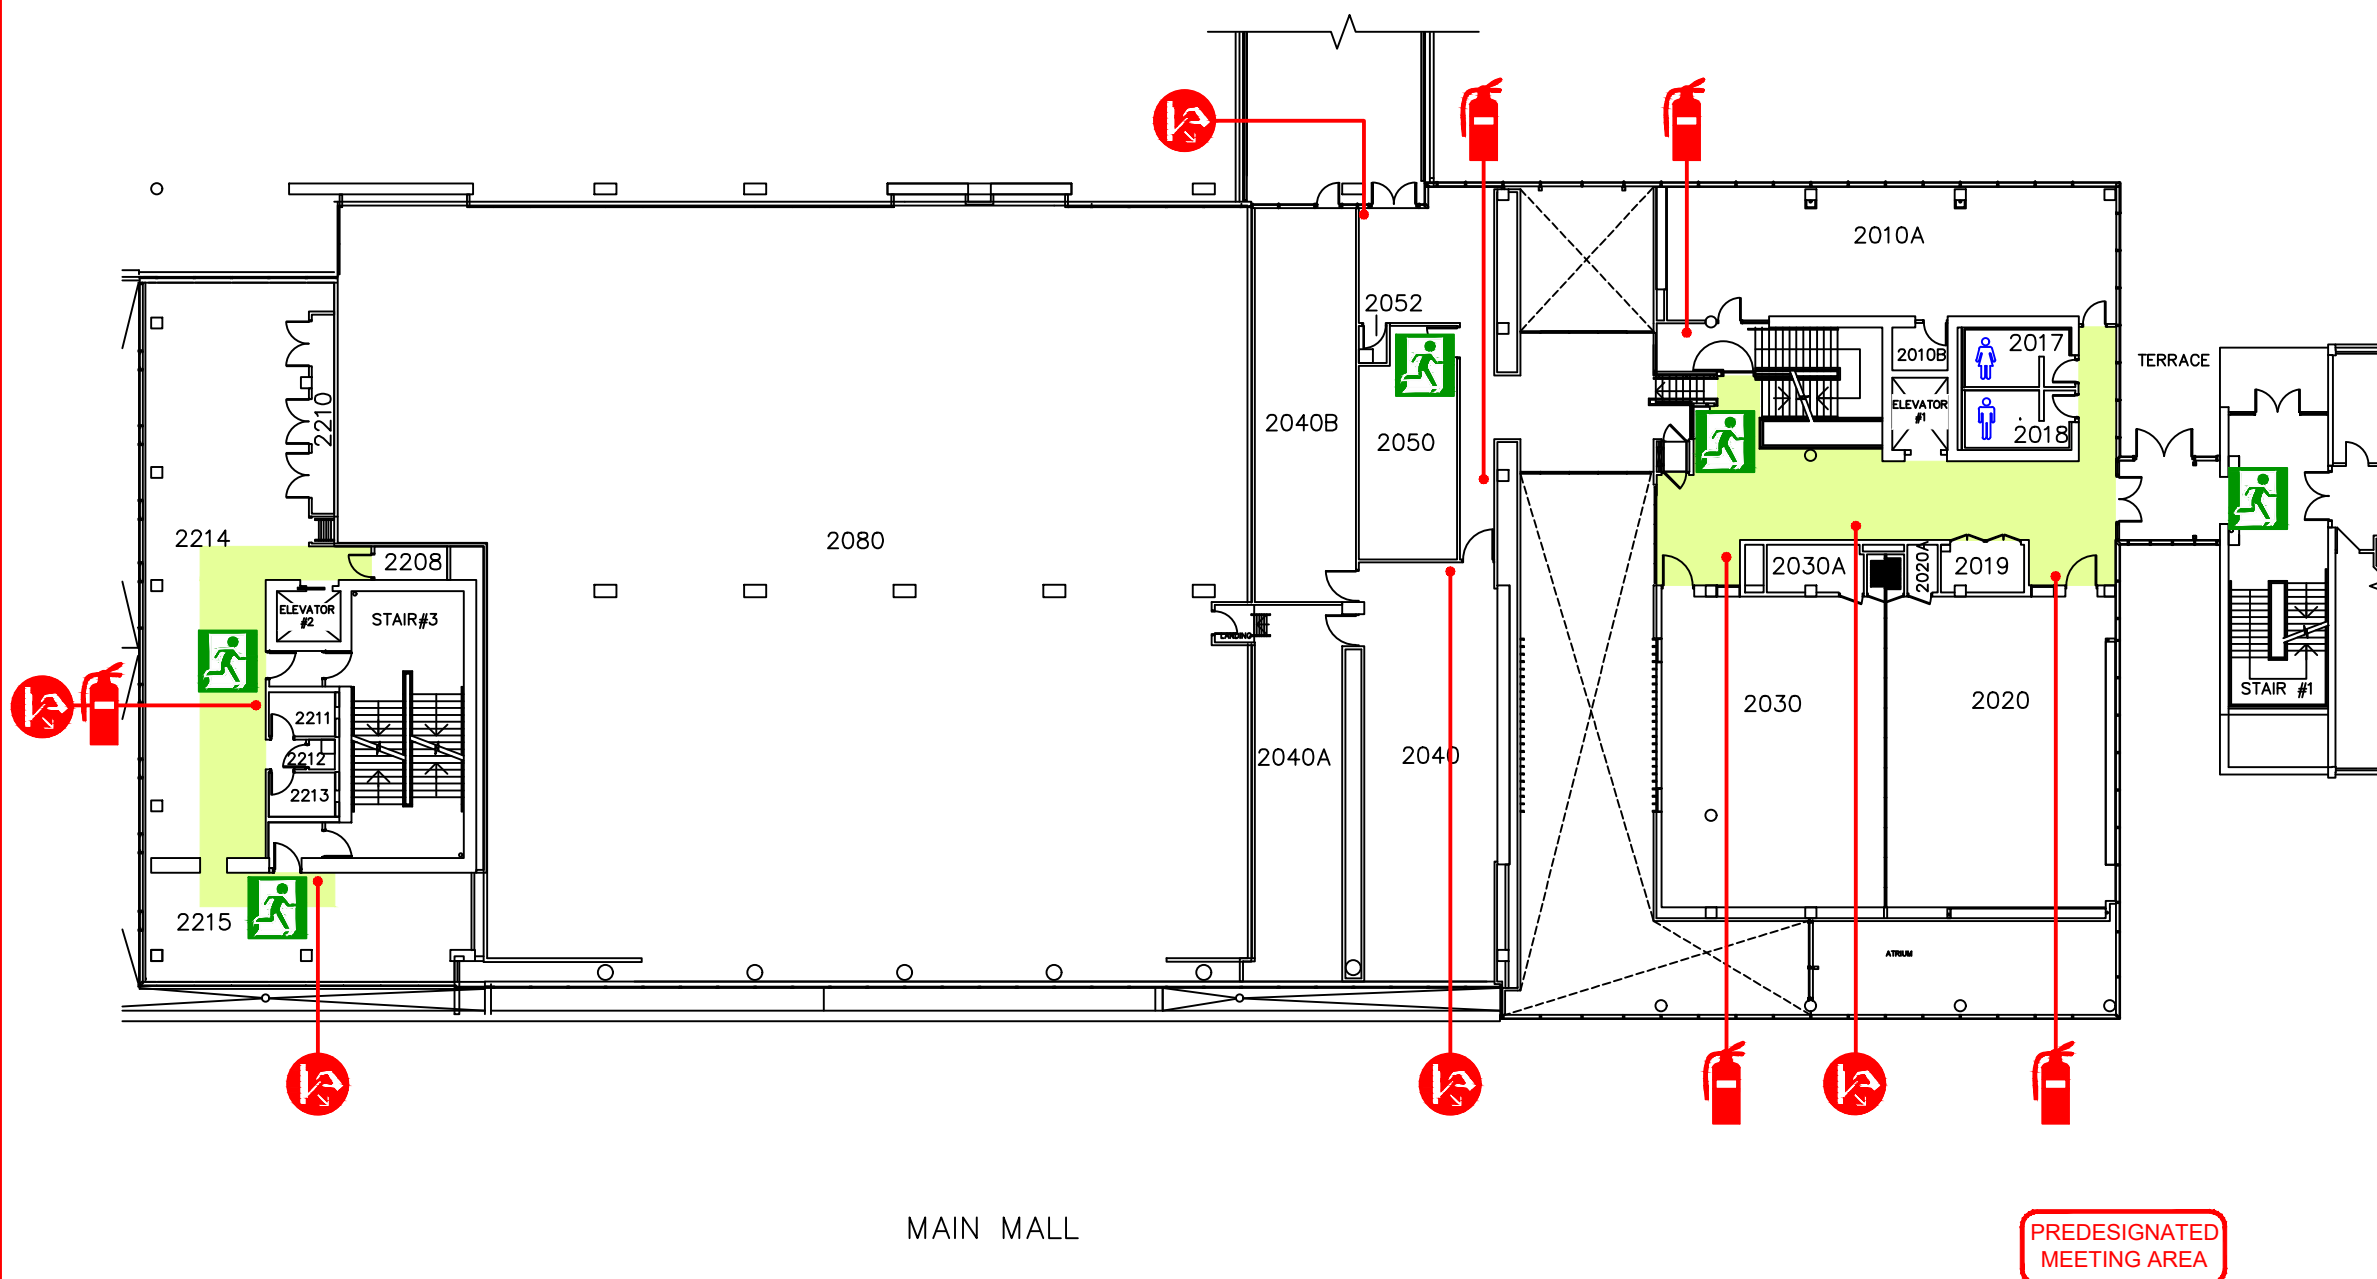 2010A
2052
2010B
2017
TERRACE
ELEVATOR
#1
2018
2210
2040B
2050
2214
2208
2080
2030A
2020A
2019
ELEVATOR
#2
STAIR#3
LANDING
2211
2212
2213
2040A
2040
2030
2020
STAIR #1
2215
ATRIUM
MAIN MALL
PREDESIGNATED
MEETING AREA